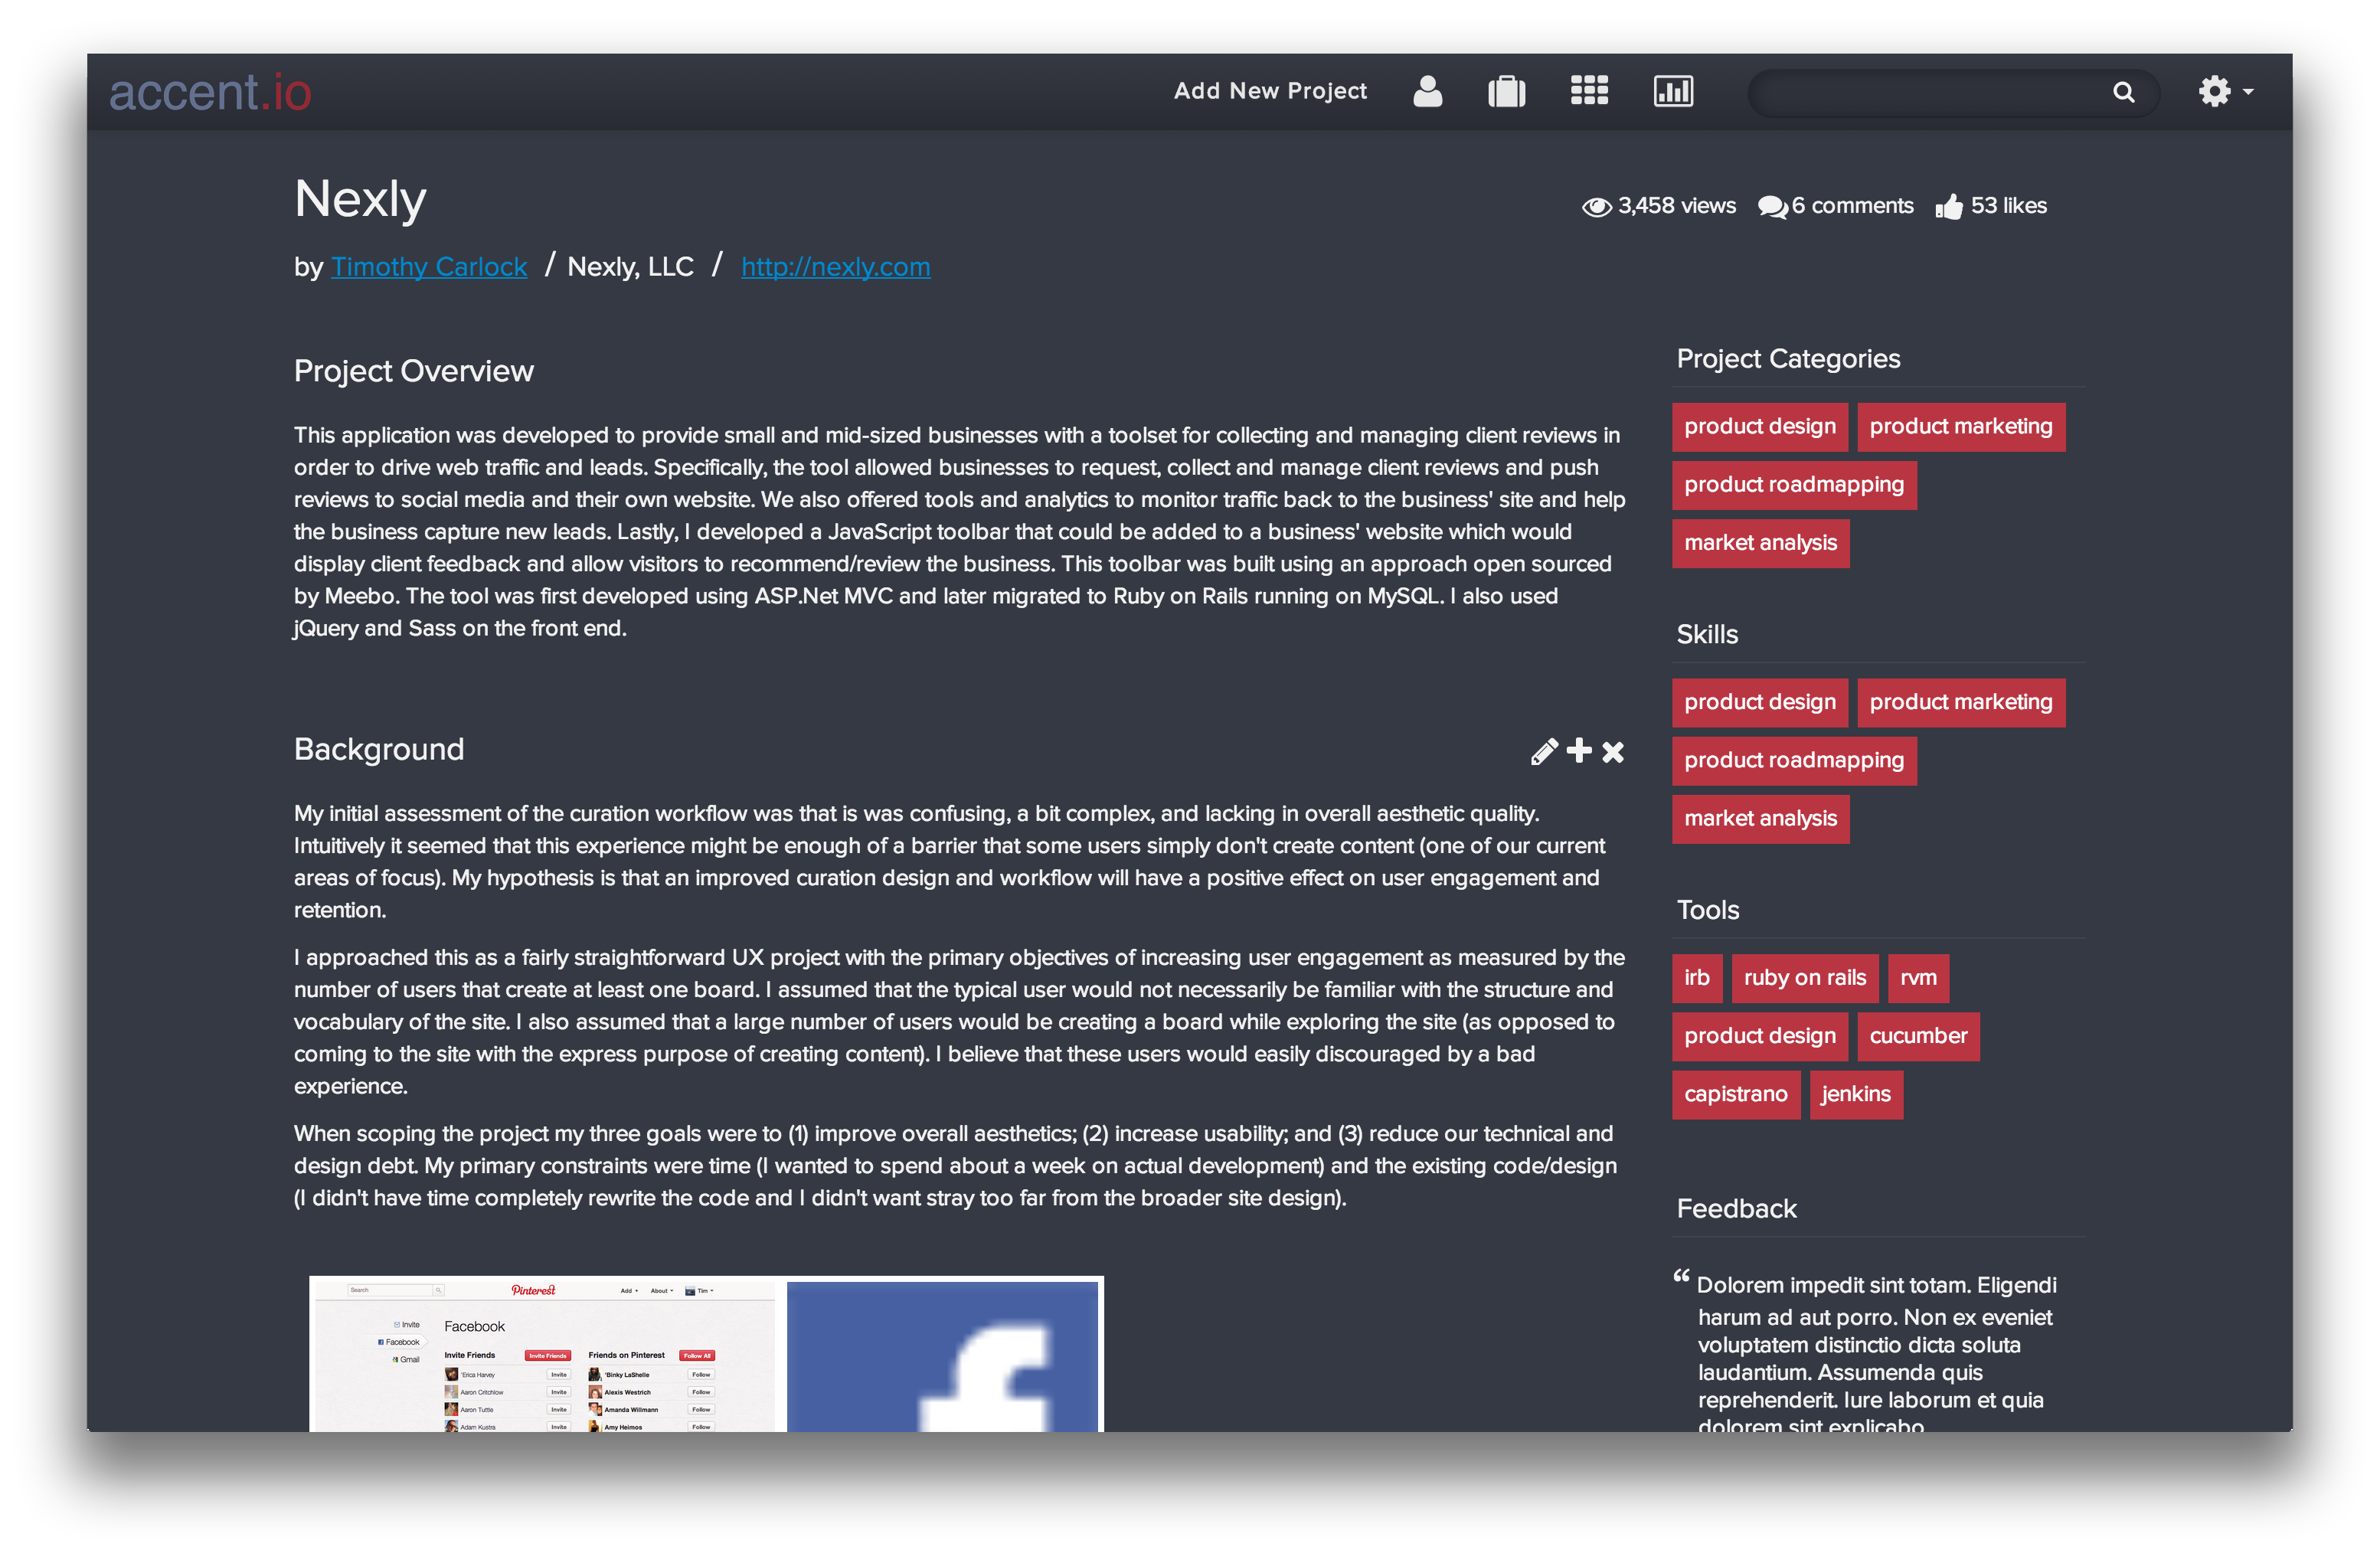 accent.io
Add New Project
Nexly
3,458 views 6 comments 53 likes
by Timothy Carlock / Nexly, LLC / http://nexly.com
Project Overview
This application was developed to provide small and mid-sized businesses with a toolset for collecting and managing client reviews in
order to drive web traffic and leads. Specifically, the tool allowed businesses to request, collect and manage client reviews and push
reviews to social media and their own website. We also offered tools and analytics to monitor traffic back to the business' site and help
the business capture new leads. Lastly, I developed a JavaScript toolbar that could be added to a business' website which would
display client feedback and allow visitors to recommend/review the business. This toolbar was built using an approach open sourced
by Meebo. The tool was first developed using ASP.Net MVC and later migrated to Ruby on Rails running on MySQL. I also used
jQuery and Sass on the front end.
Background
My initial assessment of the curation workflow was that is was confusing, a bit complex, and lacking in overall aesthetic quality.
Intuitively it seemed that this experience might be enough of a barrier that some users simply don't create content (one of our current
areas of focus). My hypothesis is that an improved curation design and workflow will have a positive effect on user engagement and
retention.
I approached this as a fairly straightforward UX project with the primary objectives of increasing user engagement as measured by the
number of users that create at least one board. I assumed that the typical user would not necessarily be familiar with the structure and
vocabulary of the site. I also assumed that a large number of users would be creating a board while exploring the site (as opposed to
coming to the site with the express purpose of creating content). I believe that these users would easily discouraged by a bad
experience.
When scoping the project my three goals were to (1) improve overall aesthetics; (2) increase usability; and (3) reduce our technical and
design debt. My primary constraints were time (I wanted to spend about a week on actual development) and the existing code/design
(I didn't have time completely rewrite the code and I didn't want stray too far from the broader site design).
Search
Pinterest
Add +
About
Tim
Invite
Facebook
Gmail
Facebook
Invite Friends Invite Friends
'Erica Harvey Invite
Aaron Critchlow Invite
Aaron Tuttle Invite
Adam Kustra Invite
Friends on Pinterest Follow All
'Binky LaShelle Follow
Alexis Westrich Follow
Amanda Willmann Follow
Amy Heimos Follow
Project Categories
product design product marketing
product roadmapping
market analysis
Skills
product design product marketing
product roadmapping
market analysis
Tools
irb ruby on rails rvm
product design cucumber
capistrano jenkins
Feedback
“ Dolorem impedit sint totam. Eligendi
harum ad aut porro. Non ex eveniet
voluptatem distinctio dicta soluta
laudantium. Assumenda quis
reprehenderit. Iure laborum et quia
dolorem sint explicabo.